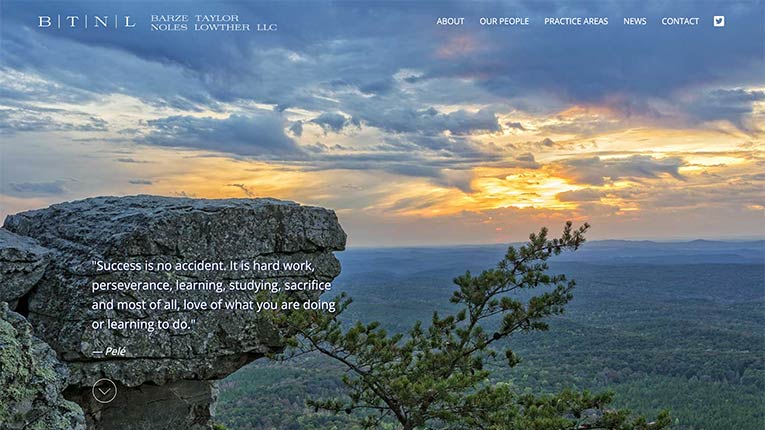 B|T|N|L
BARZE TAYLOR
NOLES LOWTHER LLC
ABOUT OUR PEOPLE PRACTICE AREAS NEWS CONTACT
"Success is no accident. It is hard work,
perseverance, learning, studying, sacrifice
and most of all, love of what you are doing
or learning to do."
— Pelé